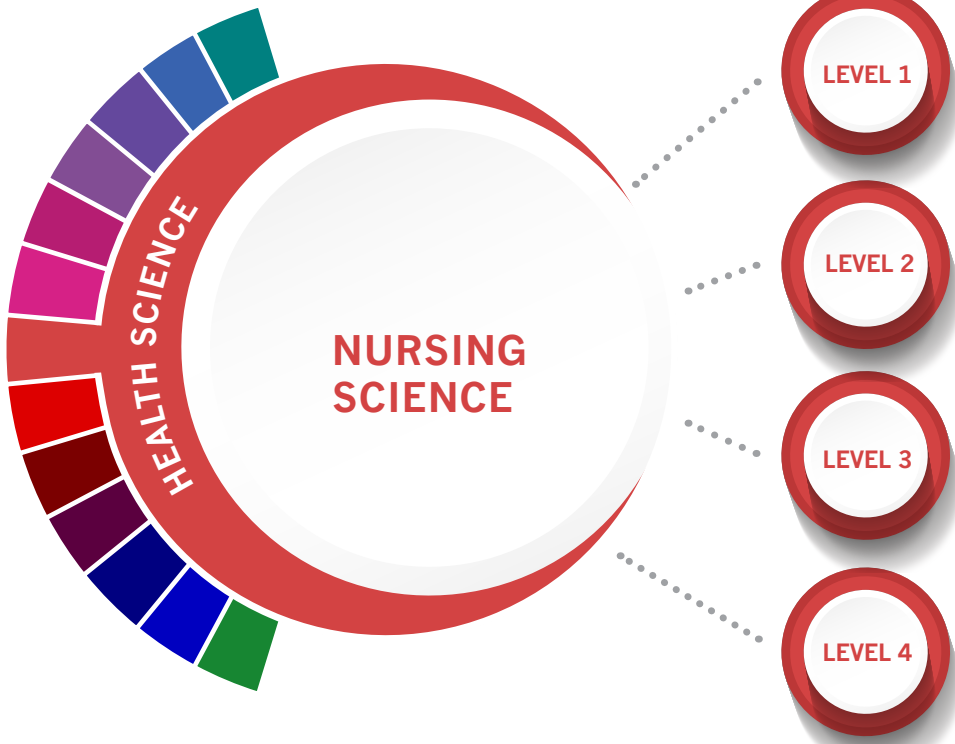 HEALTH SCIENCE
NURSING
SCIENCE
LEVEL 1
LEVEL 2
LEVEL 3
LEVEL 4